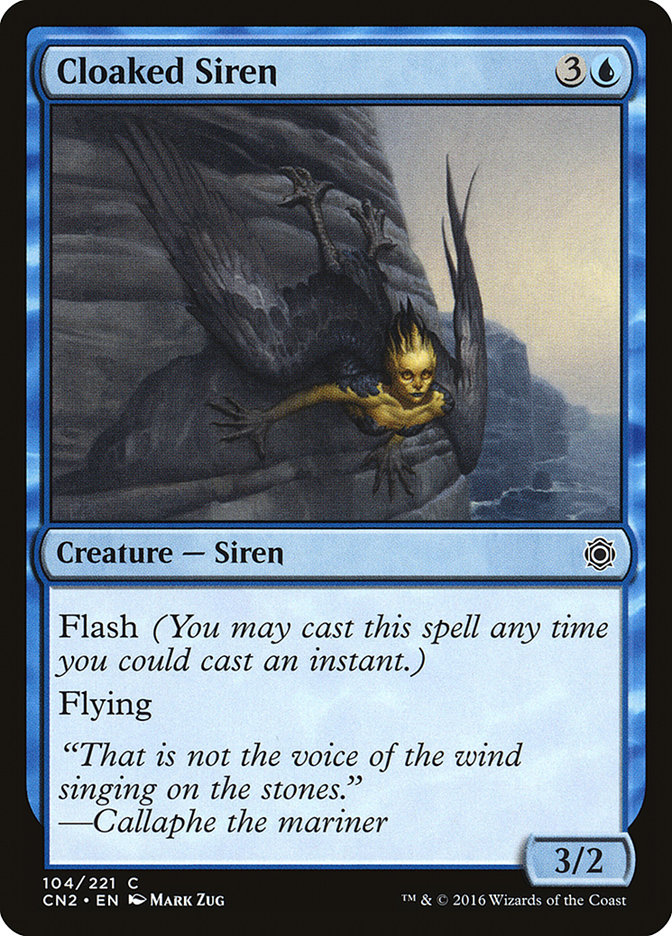 Cloaked Siren 3
Creature — Siren
Flash (You may cast this spell any time
you could cast an instant.)
Flying
“That is not the voice of the wind
singing on the stones.”
—Callaphe the mariner
3/2
104/221 C
CN2 • EN Mark Zug
™ & © 2016 Wizards of the Coast